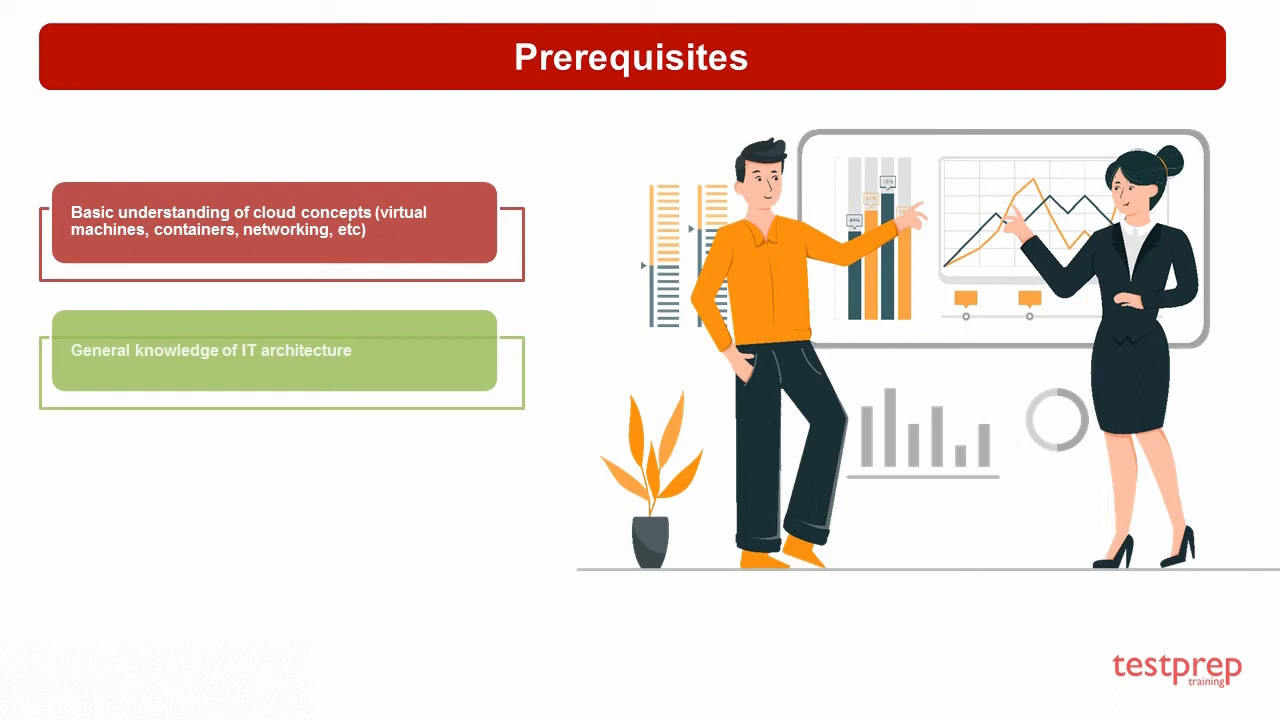 Prerequisites
Basic understanding of cloud concepts (virtual
machines, containers, networking, etc)
General knowledge of IT architecture
testprep
training